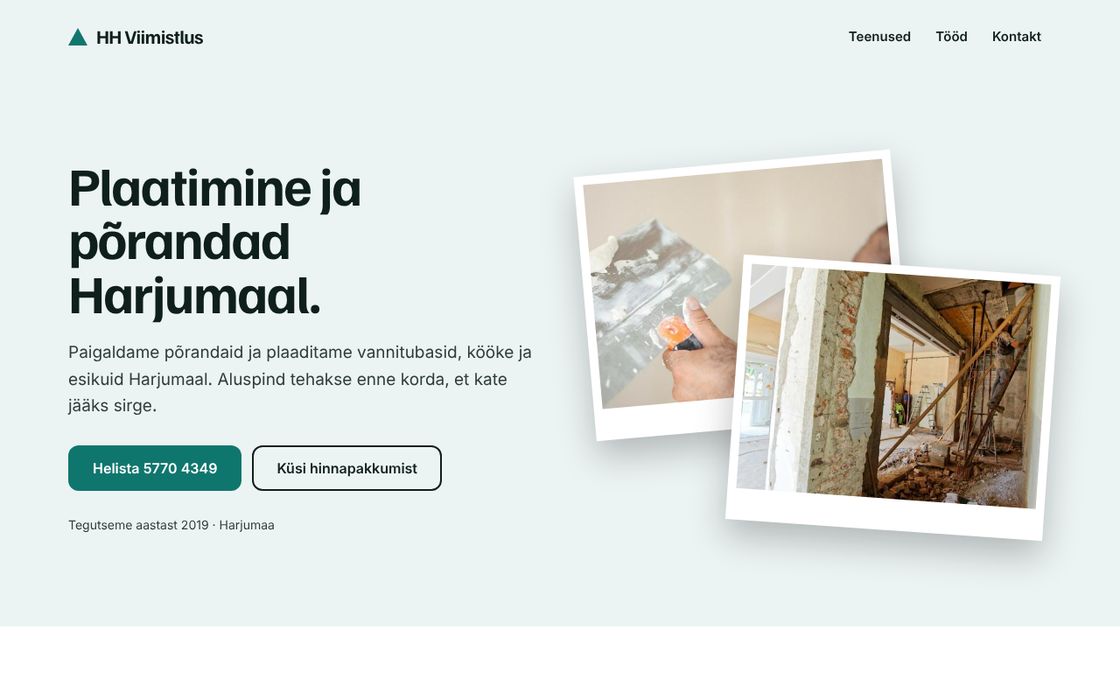 HH Viimistlus
Teenused Tööd Kontakt
Plaatimine ja
põrandad
Harjumaal.
Paigaldame põrandaid ja plaaditame vannitubasid, kööke ja
esikuid Harjumaal. Aluspind tehakse enne korda, et kate
jääks sirge.
Helista 5770 4349 Küsi hinnapakkumist
Tegutseme aastast 2019 · Harjumaa